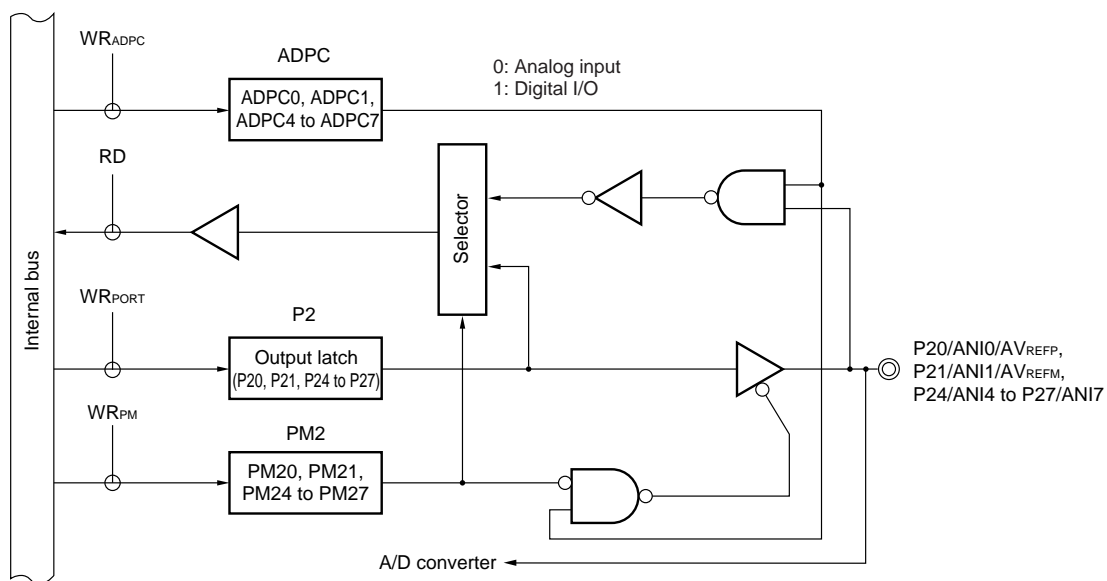 WRADPC
ADPC
0: Analog input
1: Digital I/O
ADPC0, ADPC1,
ADPC4 to ADPC7
RD
Selector
Internal bus
WRPORT
P2
Output latch
(P20, P21, P24 to P27)
P20/ANI0/AVREFP,
P21/ANI1/AVREFM,
P24/ANI4 to P27/ANI7
WRPM
PM2
PM20, PM21,
PM24 to PM27
A/D converter